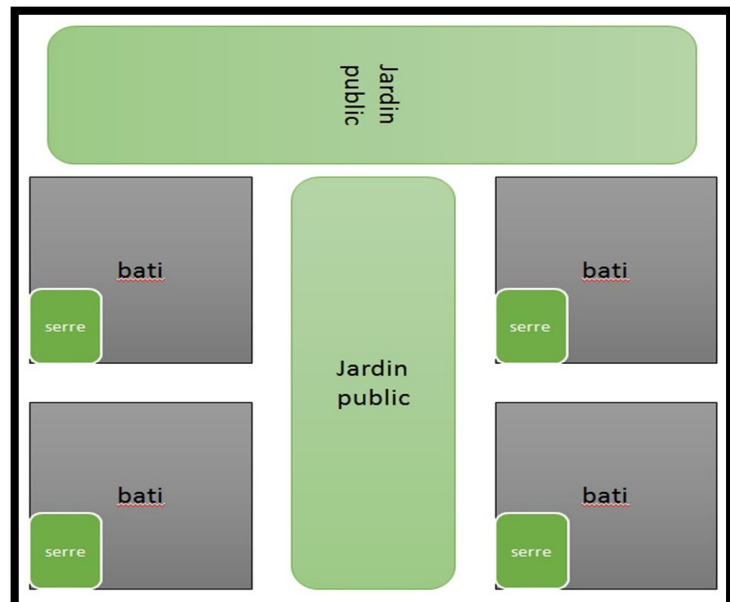 Jardin
public
bati
bati
serre
serre
Jardin
public
bati
bati
serre
serre